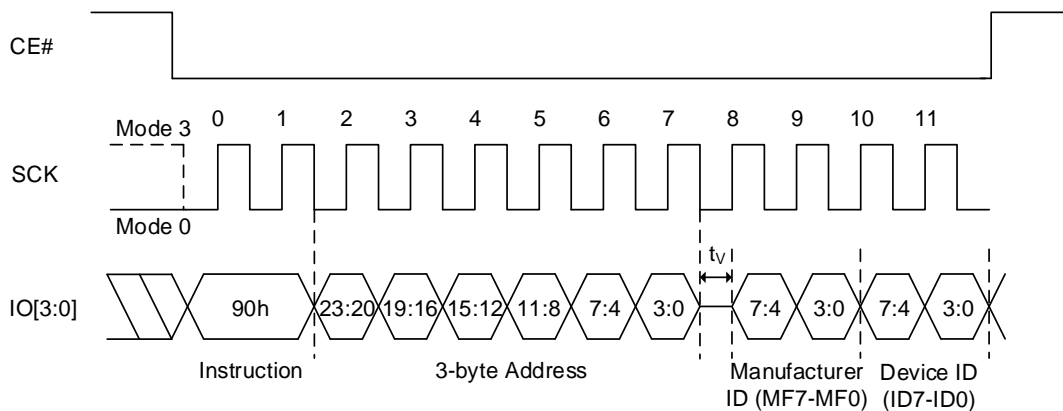 CE#
0 1 2 3 4 5 6 7 8 9 10 11
Mode 3
SCK
Mode 0
tV
IO[3:0] 90h 23:20 19:16 15:12 11:8 7:4 3:0 7:4 3:0 7:4 3:0
Instruction 3-byte Address Manufacturer Device ID
ID (MF7-MF0) (ID7-ID0)